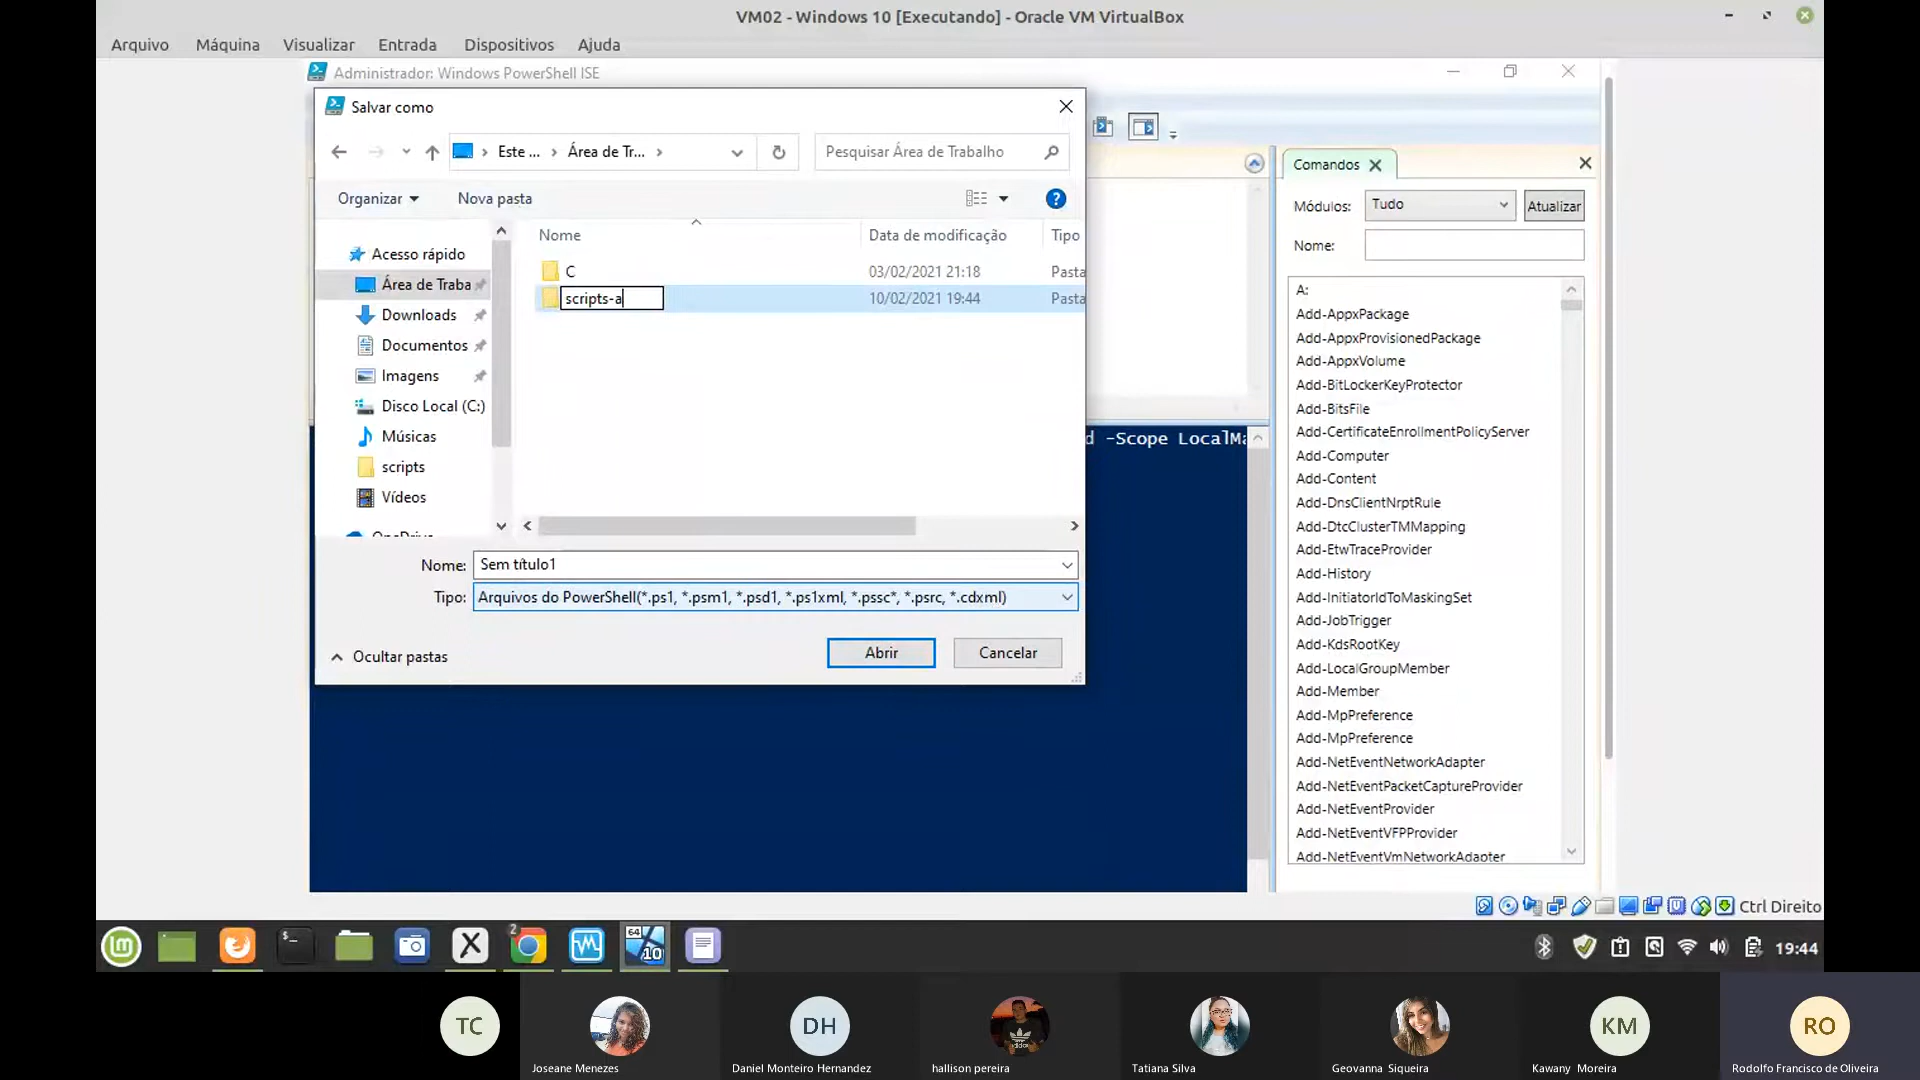 VM02 - Windows 10 [Executando] - Oracle VM VirtualBox
Arquivo Máquina Visualizar Entrada Dispositivos Ajuda
Administrador: Windows PowerShell ISE
Salvar como
Este ... Área de Tr...
Pesquisar Área de Trabalho
Organizar Nova pasta
Nome Data de modificação Tipo
C 03/02/2021 21:18 Pasta
scripts-a 10/02/2021 19:44 Pasta
Acesso rápido
Área de Traba
Downloads
Documentos
Imagens
Disco Local (C:)
Músicas
scripts
Vídeos
OneDrive
Nome: Sem título1
Tipo: Arquivos do PowerShell(*.ps1, *.psm1, *.psd1, *.ps1xml, *.pssc*, *.psrc, *.cdxml)
Ocultar pastas
Abrir Cancelar
d -Scope LocalMa
Comandos
Módulos: Tudo Atualizar
Nome:
A:
Add-AppxPackage
Add-AppxProvisionedPackage
Add-AppxVolume
Add-BitLockerKeyProtector
Add-BitsFile
Add-CertificateEnrollmentPolicyServer
Add-Computer
Add-Content
Add-DnsClientNrptRule
Add-DtcClusterTMMapping
Add-EtwTraceProvider
Add-History
Add-InitiatorIdToMaskingSet
Add-JobTrigger
Add-KdsRootKey
Add-LocalGroupMember
Add-Member
Add-MpPreference
Add-MpPreference
Add-NetEventNetworkAdapter
Add-NetEventPacketCaptureProvider
Add-NetEventProvider
Add-NetEventVFPProvider
Add-NetEventVmNetworkAdapter
Ctrl Direito
2
64
10
19:44
TC
DH
adidas
KM
RO
Joseane Menezes
Daniel Monteiro Hernandez
hallison pereira
Tatiana Silva
Geovanna Siqueira
Kawany Moreira
Rodolfo Francisco de Oliveira